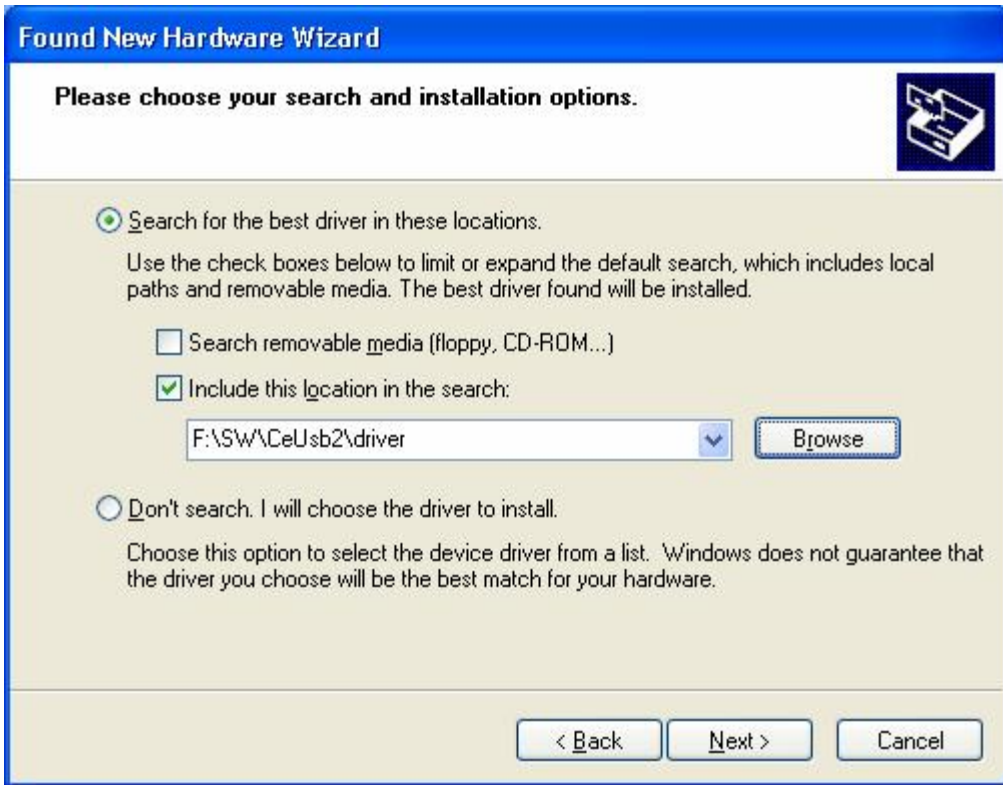 Found New Hardware Wizard
Please choose your search and installation options.
Search for the best driver in these locations.
Use the check boxes below to limit or expand the default search, which includes local
paths and removable media. The best driver found will be installed.
Search removable media (floppy, CD-ROM...)
Include this location in the search:
F:\SW\CeUsb2\driver
Browse
Don't search. I will choose the driver to install.
Choose this option to select the device driver from a list.  Windows does not guarantee that
the driver you choose will be the best match for your hardware.
< Back
Next >
Cancel